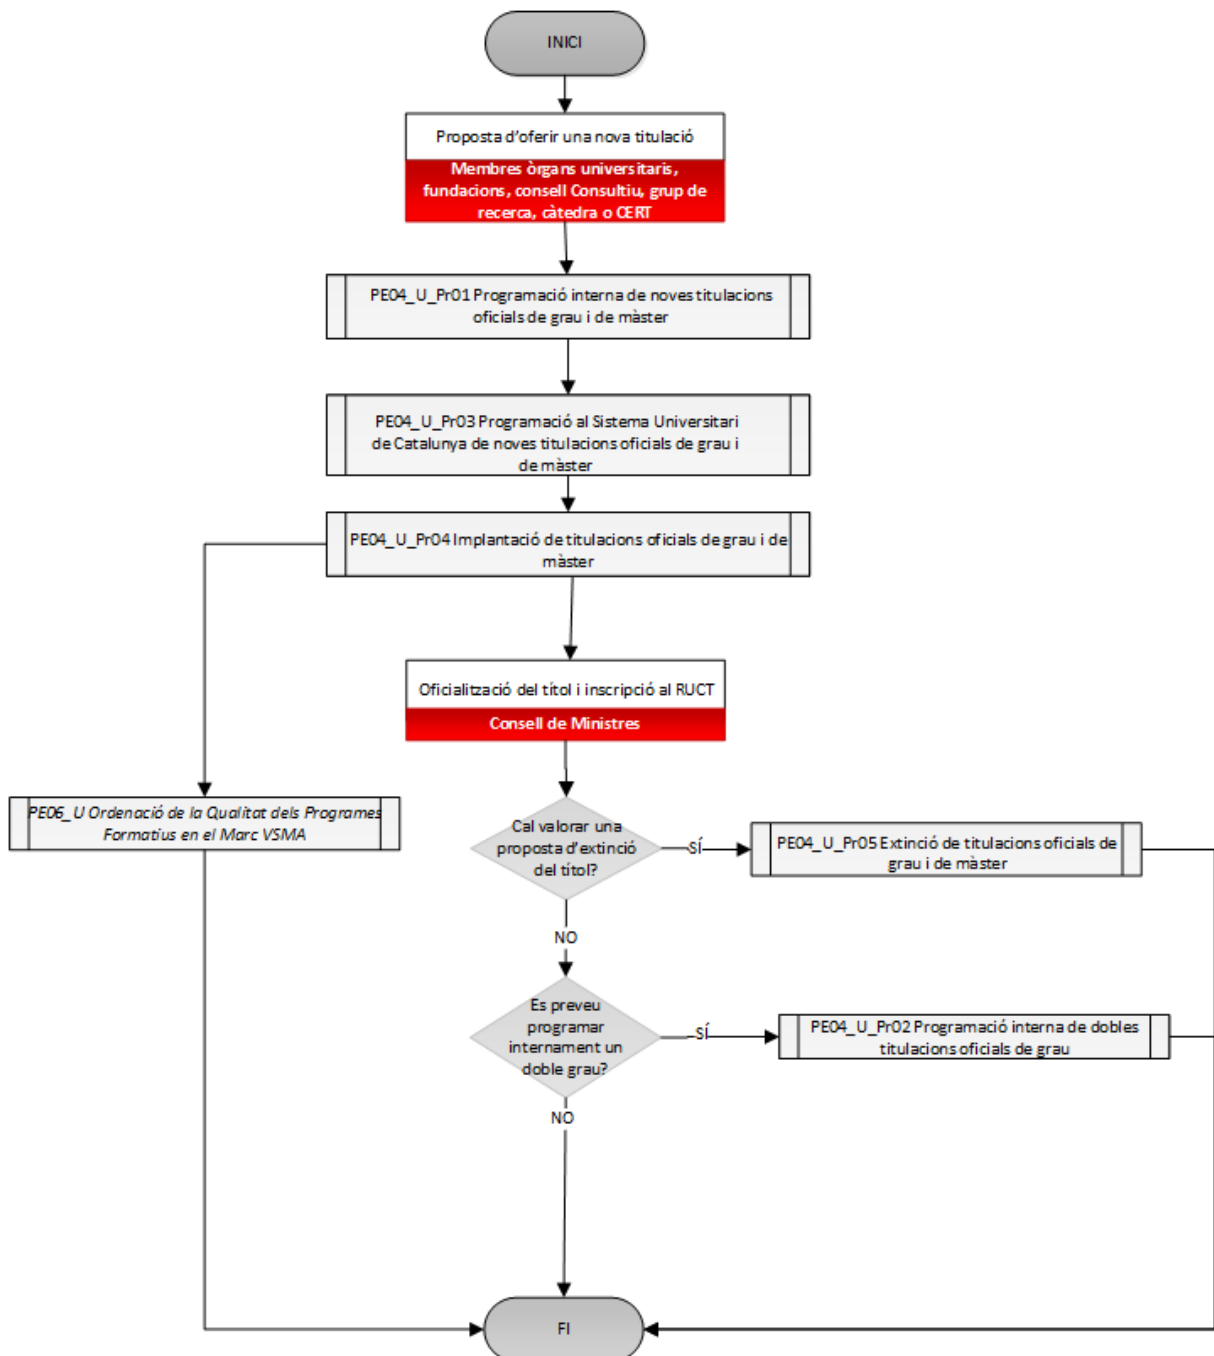 INICI
Proposta d'oferir una nova titulació
Membres òrgans universitaris,
fundacions, consell Consultiu, grup de
recerca, càtedra o CERT
PE04_U_Pr01 Programació interna de noves titulacions
oficials de grau i de màster
PE04_U_Pr03 Programació al Sistema Universitari
de Catalunya de noves titulacions oficials de grau i
de màster
PE04_U_Pr04 Implantació de titulacions oficials de grau i de
màster
Oficialització del títol i inscripció al RUCT
Consell de Ministres
PE06_U Ordenació de la Qualitat dels Programes
Formatius en el Marc VSMA
Cal valorar una
proposta d'extinció
del títol?
SÍ
PE04_U_Pr05 Extinció de titulacions oficials de
grau i de màster
NO
Es preveu
programar
internament un
doble grau?
SÍ
PE04_U_Pr02 Programació interna de dobles
titulacions oficials de grau
NO
FI